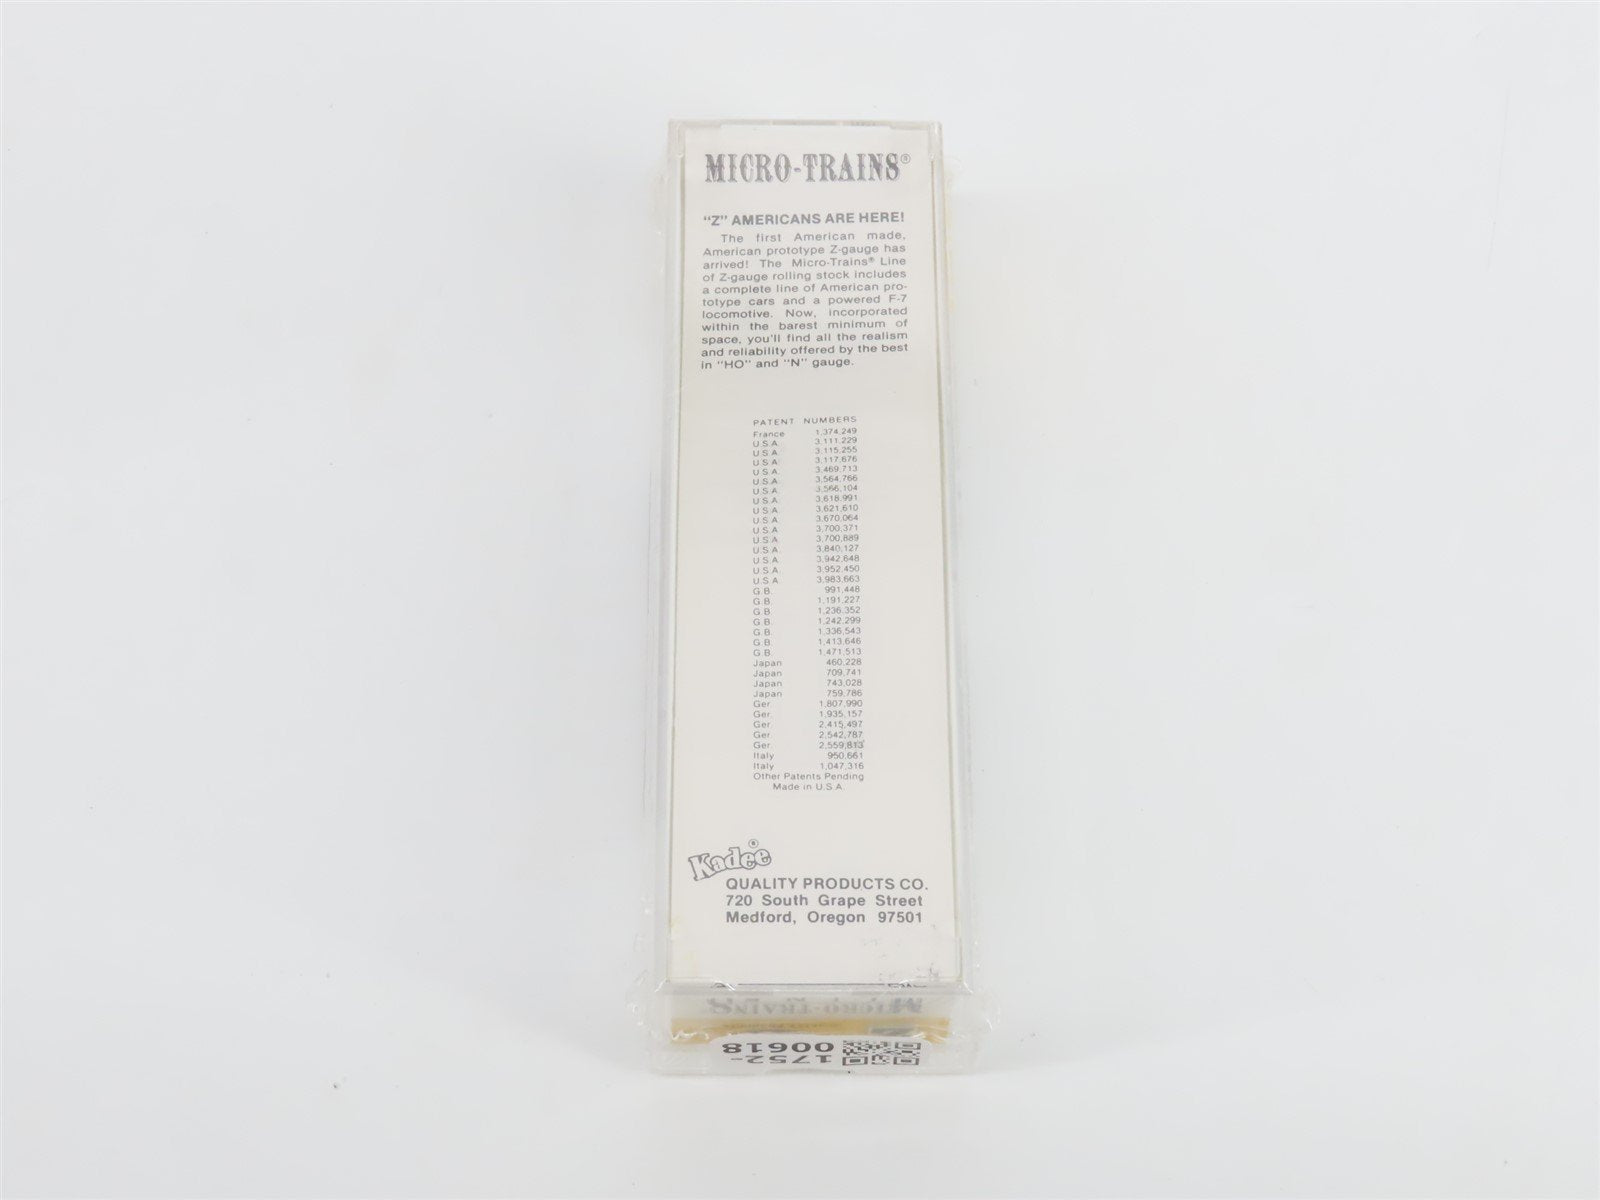 MICRO-TRAINS®
"Z" AMERICANS ARE HERE!
The first American made,
American prototype Z-gauge has
arrived! The Micro-Trains® Line
of Z-gauge rolling stock includes
a complete line of American pro-
totype cars and a powered F-7
locomotive. Now, incorporated
within the barest minimum of
space, you'll find all the realism
and reliability offered by the best
in "HO" and "N" gauge.
PATENT NUMBERS
France 1,374,249
U.S.A. 3,111,229
U.S.A. 3,115,255
U.S.A. 3,117,676
U.S.A. 3,469,713
U.S.A. 3,564,766
U.S.A. 3,566,104
U.S.A. 3,618,991
U.S.A. 3,621,610
U.S.A. 3,670,064
U.S.A. 3,700,371
U.S.A. 3,700,889
U.S.A. 3,840,127
U.S.A. 3,942,648
U.S.A. 3,952,450
U.S.A. 3,983,663
G.B. 991,448
G.B. 1,191,227
G.B. 1,236,352
G.B. 1,242,299
G.B. 1,336,543
G.B. 1,413,646
G.B. 1,471,513
Japan 460,228
Japan 709,741
Japan 743,028
Japan 759,786
Ger. 1,807,990
Ger. 1,935,157
Ger. 2,415,497
Ger. 2,542,787
Ger. 2,559,813
Italy 950,661
Italy 1,047,316
Other Patents Pending
Made in U.S.A.
Kadee®
QUALITY PRODUCTS CO.
720 South Grape Street
Medford, Oregon 97501
MICRO-TRAINS
1752-
00618